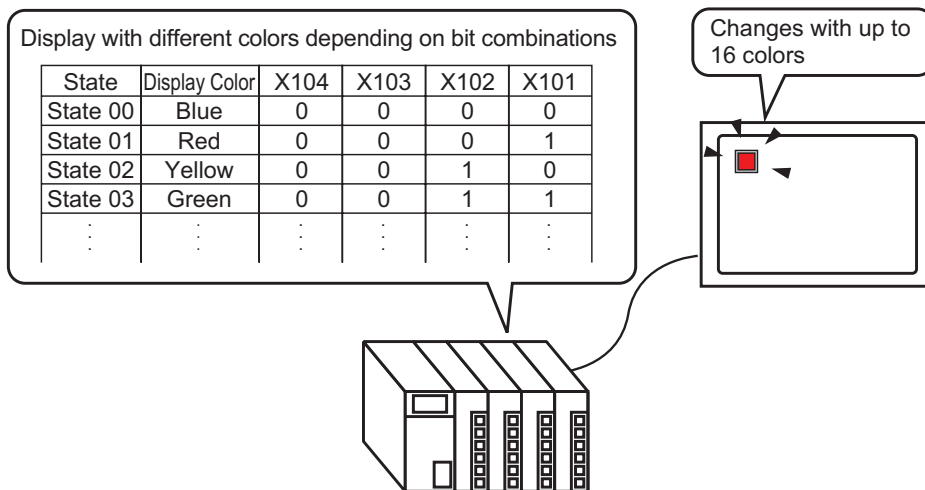 Display with different colors depending on bit combinations
State Display Color X104 X103 X102 X101
State 00 Blue 0 0 0 0
State 01 Red 0 0 0 1
State 02 Yellow 0 0 1 0
State 03 Green 0 0 1 1
Changes with up to
16 colors